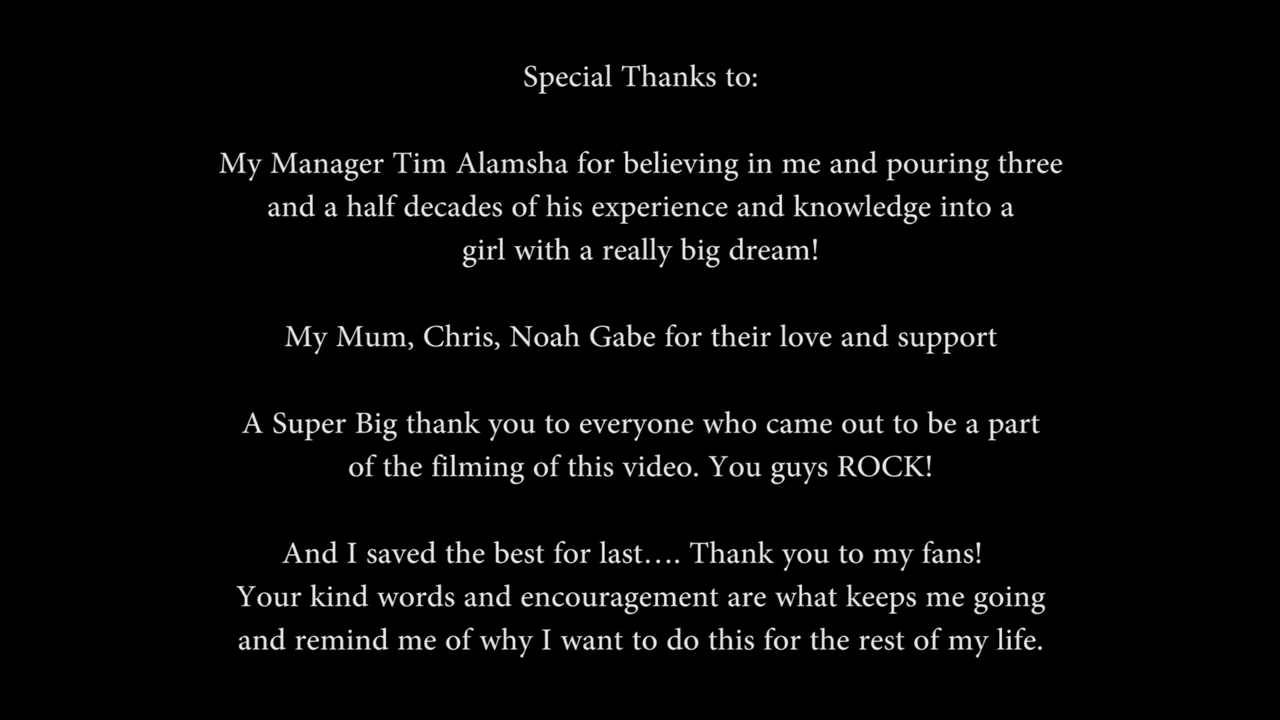 Special Thanks to:
My Manager Tim Alamsha for believing in me and pouring three
and a half decades of his experience and knowledge into a
girl with a really big dream!
My Mum, Chris, Noah Gabe for their love and support
A Super Big thank you to everyone who came out to be a part
of the filming of this video. You guys ROCK!
And I saved the best for last.... Thank you to my fans!
Your kind words and encouragement are what keeps me going
and remind me of why I want to do this for the rest of my life.